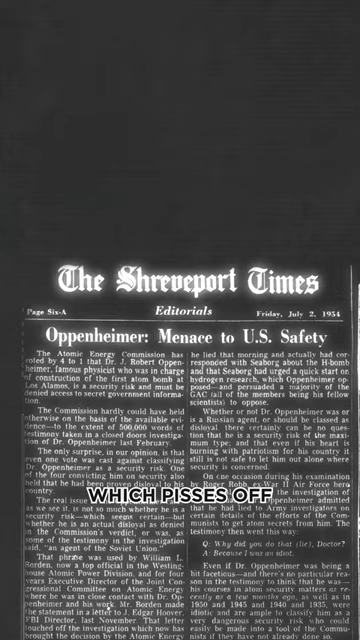 The Shreveport Times
Page Six-A Editorials Friday, July 2, 1954
Oppenheimer: Menace to U.S. Safety
The Atomic Energy Commission has
voted by 4 to 1 that Dr. J. Robert Oppen-
heimer, famous physicist who was in charge
of construction of the first atom bomb at
Los Alamos, is a security risk and must be
denied access to secret government informa-
tion.
The Commission hardly could have held
otherwise on the basis of the available evi-
dence—to the extent of 500,000 words of
testimony taken in a closed doors investiga-
tion of Dr. Oppenheimer last February.
The only surprise, in our opinion, is that
even one vote was cast against classifying
Dr. Oppenheimer as a security risk. One
of the four convicting him on security also
held that he had been proven disloyal to his
country.
The real issue
as we see it, is not so much whether he is a
security risk—which seems certain—but
whether he is an actual disloyal as denied
in the Commission's verdict, or was, as
some of the testimony in the investigation
said, "an agent of the Soviet Union."
That phrase was used by William L.
Borden, now a top official in the Westing-
house Atomic Power Division, and for four
years Executive Director of the Joint Con-
gressional Committee on Atomic Energy
where he was in close contact with Dr. Op-
penheimer and his work. Mr. Borden made
the statement in a letter to J. Edgar Hoover,
FBI Director, last November. That letter
touched off the investigation which now has
brought the decision by the Atomic Energy
he lied that morning and actually had cor-
responded with Seaborg about the H-bomb
and that Seaborg had urged a quick start on
hydrogen research, which Oppenheimer op-
posed—and persuaded a majority of the
GAC (all of the members being his fellow
scientists) to oppose.
Whether or not Dr. Oppenheimer was or
is a Russian agent, or should be classed as
disloyal, there certainly can be no ques-
tion that he is a security risk of the maxi-
mum type; and that even if his heart is
burning with patriotism for his country it
still is not safe to let him out alone where
security is concerned.
On one occasion during his examination
by Roger Robb, ex-War II Air Force hero
the investigation of
Oppenheimer admitted
that he had lied to Army investigators on
certain details of the efforts of the Com-
munists to get atom secrets from him. The
testimony then went this way:
Q: Why did you do that (lie), Doctor?
A: Because I was an idiot.
Even if Dr. Oppenheimer was being a
bit facetious—and there's no particular rea-
son in the testimony to think that he was—
his courses in atom security matters as re-
cently as a few months ago, as well as in
1950 and 1945 and 1940 and 1935, were
idiotic and are ample to classify him as a
very dangerous security risk who could
easily be made into a tool of the Commu-
nists if they have not already done so.
WHICH PISSES OFF